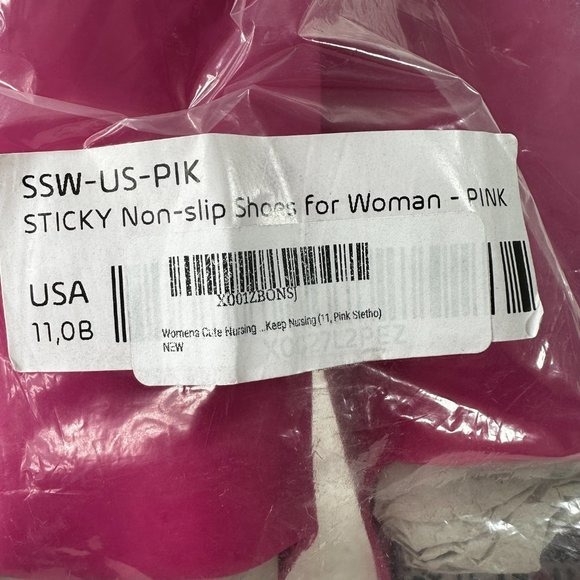 SSW-US-PIK
STICKY Non-slip Shoes for Woman - PINK
USA
11,0B
X001ZBONSJ
Womens Cute Nursing ...Keep Nursing (11, Pink Stetho)
NEW